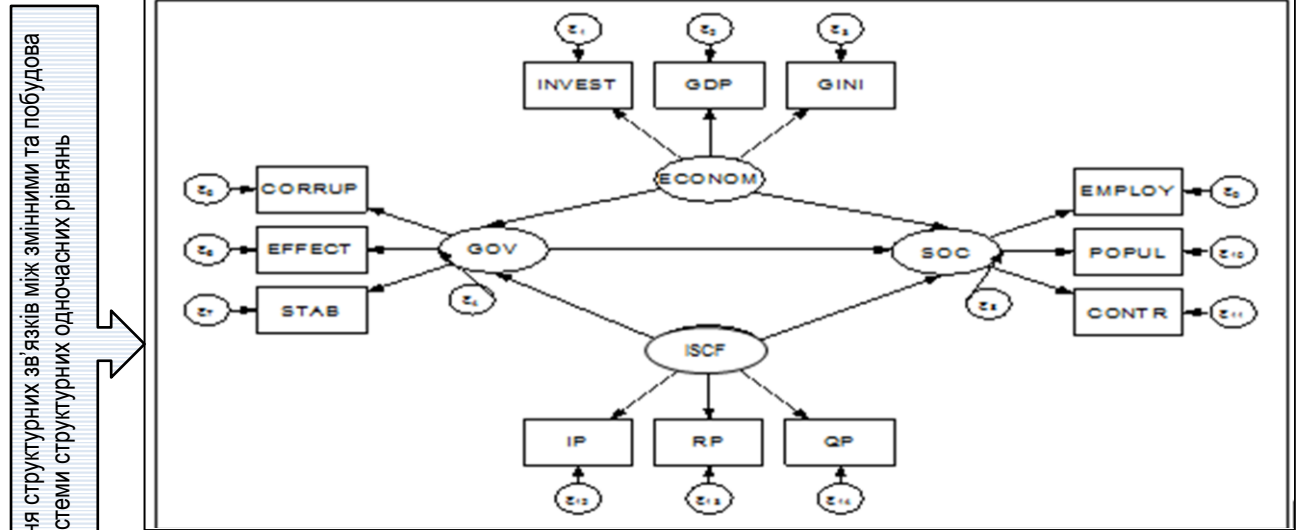 ня структурних зв'язків між змінними та побудова
стеми структурних одночасних рівнянь
INVEST GDP GINI
ECONOM
CORRUP
EFFECT
STAB
GOV
SOC
EMPLOY
POPUL
CONTR
ISCF
IP RP QP